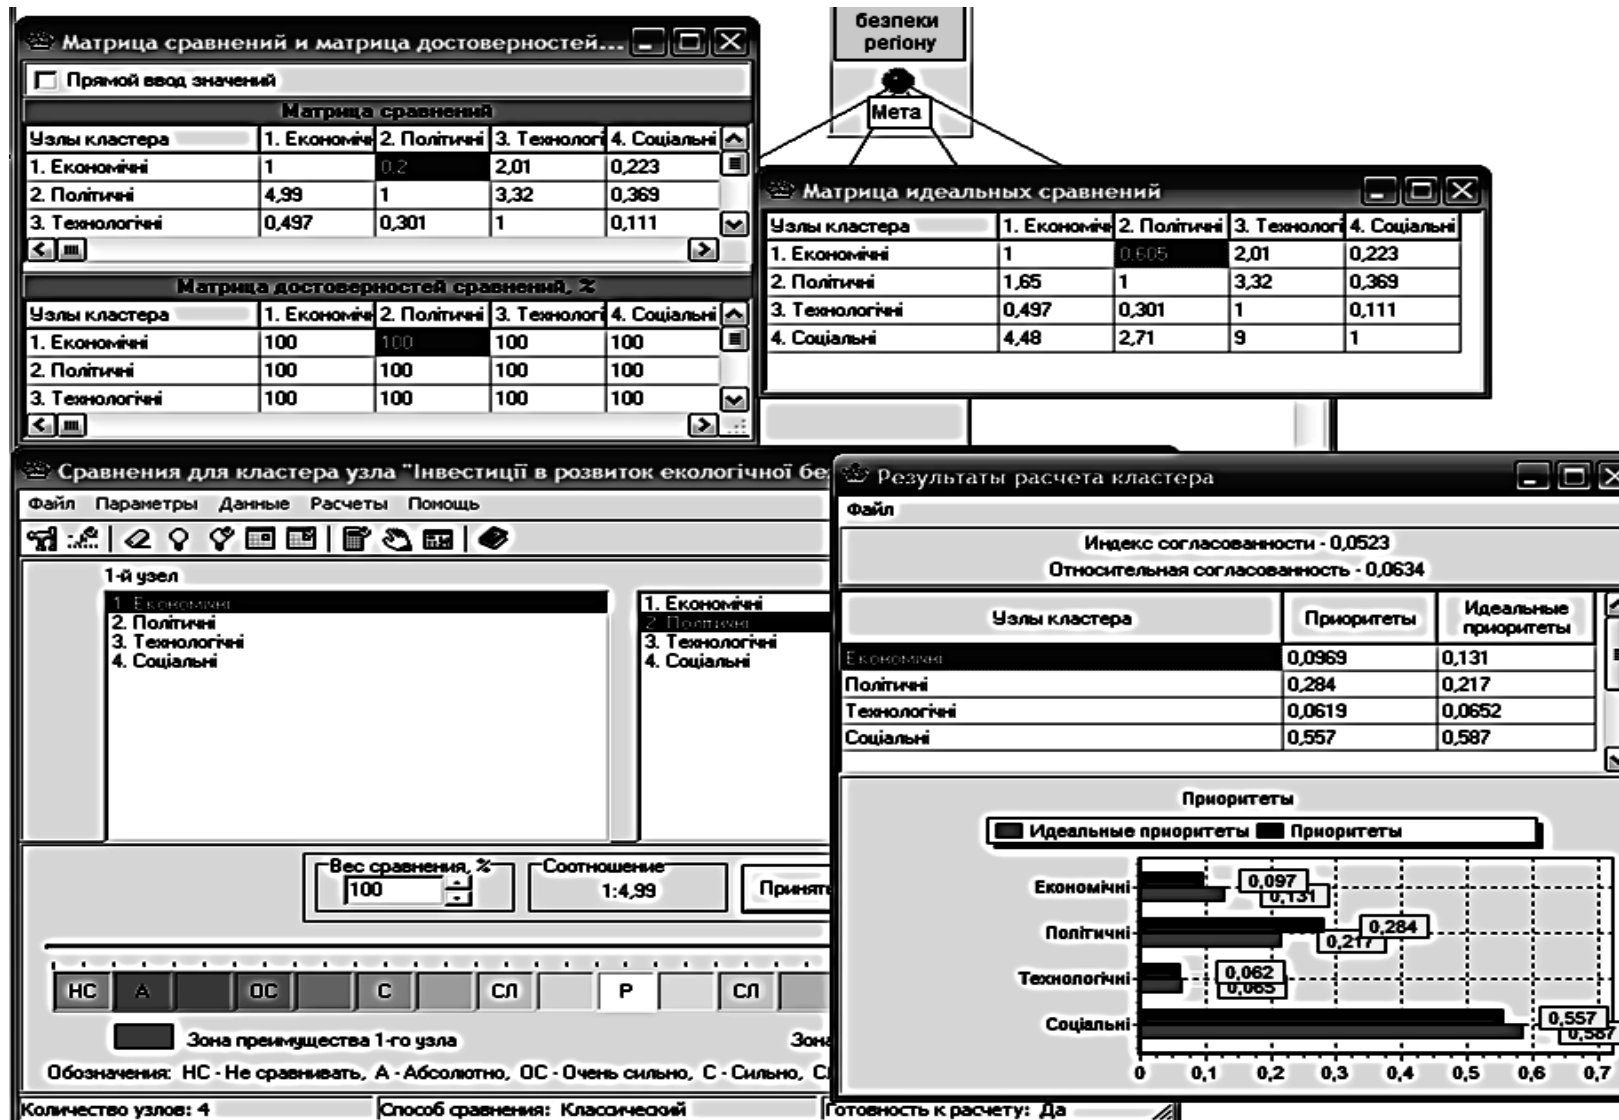 Матрица сравнений и матрица достоверностей...
Прямой ввод значений
Матрица сравнений
Узлы кластера 1. Економічн 2. Політичні 3. Технологі 4. Соціальні
1. Економічні 1 0,2 2,01 0,223
2. Політичні 4,99 1 3,32 0,369
3. Технологічні 0,497 0,301 1 0,111
Матрица достоверностей сравнений, %
Узлы кластера 1. Економічн 2. Політичні 3. Технологі 4. Соціальні
1. Економічні 100 100 100 100
2. Політичні 100 100 100 100
3. Технологічні 100 100 100 100
безпеки
регіону
Мета
Матрица идеальных сравнений
Узлы кластера 1. Економічн 2. Політичні 3. Технологі 4. Соціальні
1. Економічні 1 0,605 2,01 0,223
2. Політичні 1,65 1 3,32 0,369
3. Технологічні 0,497 0,301 1 0,111
4. Соціальні 4,48 2,71 9 1
Сравнения для кластера узла "Інвестиції в розвиток екологічної бе
Файл Параметры Данные Расчеты Помощь
1-й узел
1. Економічні
2. Політичні
3. Технологічні
4. Соціальні
1. Економічні
2. Політичні
3. Технологічні
4. Соціальні
Вес сравнения, %
100
Соотношение
1:4,99
Принять
НС А ОС С СЛ Р СЛ
Зона преимущества 1-го узла
Зона
Обозначения: НС - Не сравнивать, А - Абсолютно, ОС - Очень сильно, С - Сильно,
Количество узлов: 4 Способ сравнения: Классический Готовность к расчету: Да
Результаты расчета кластера
Файл
Индекс согласованности - 0,0523
Относительная согласованность - 0,0634
Узлы кластера Приоритеты Идеальные приоритеты
Економічні 0,0969 0,131
Політичні 0,284 0,217
Технологічні 0,0619 0,0652
Соціальні 0,557 0,587
Приоритеты
Идеальные приоритеты Приоритеты
Економічні 0,097 0,131
Політичні 0,284 0,217
Технологічні 0,062 0,065
Соціальні 0,557 0,587
0 0,1 0,2 0,3 0,4 0,5 0,6 0,7